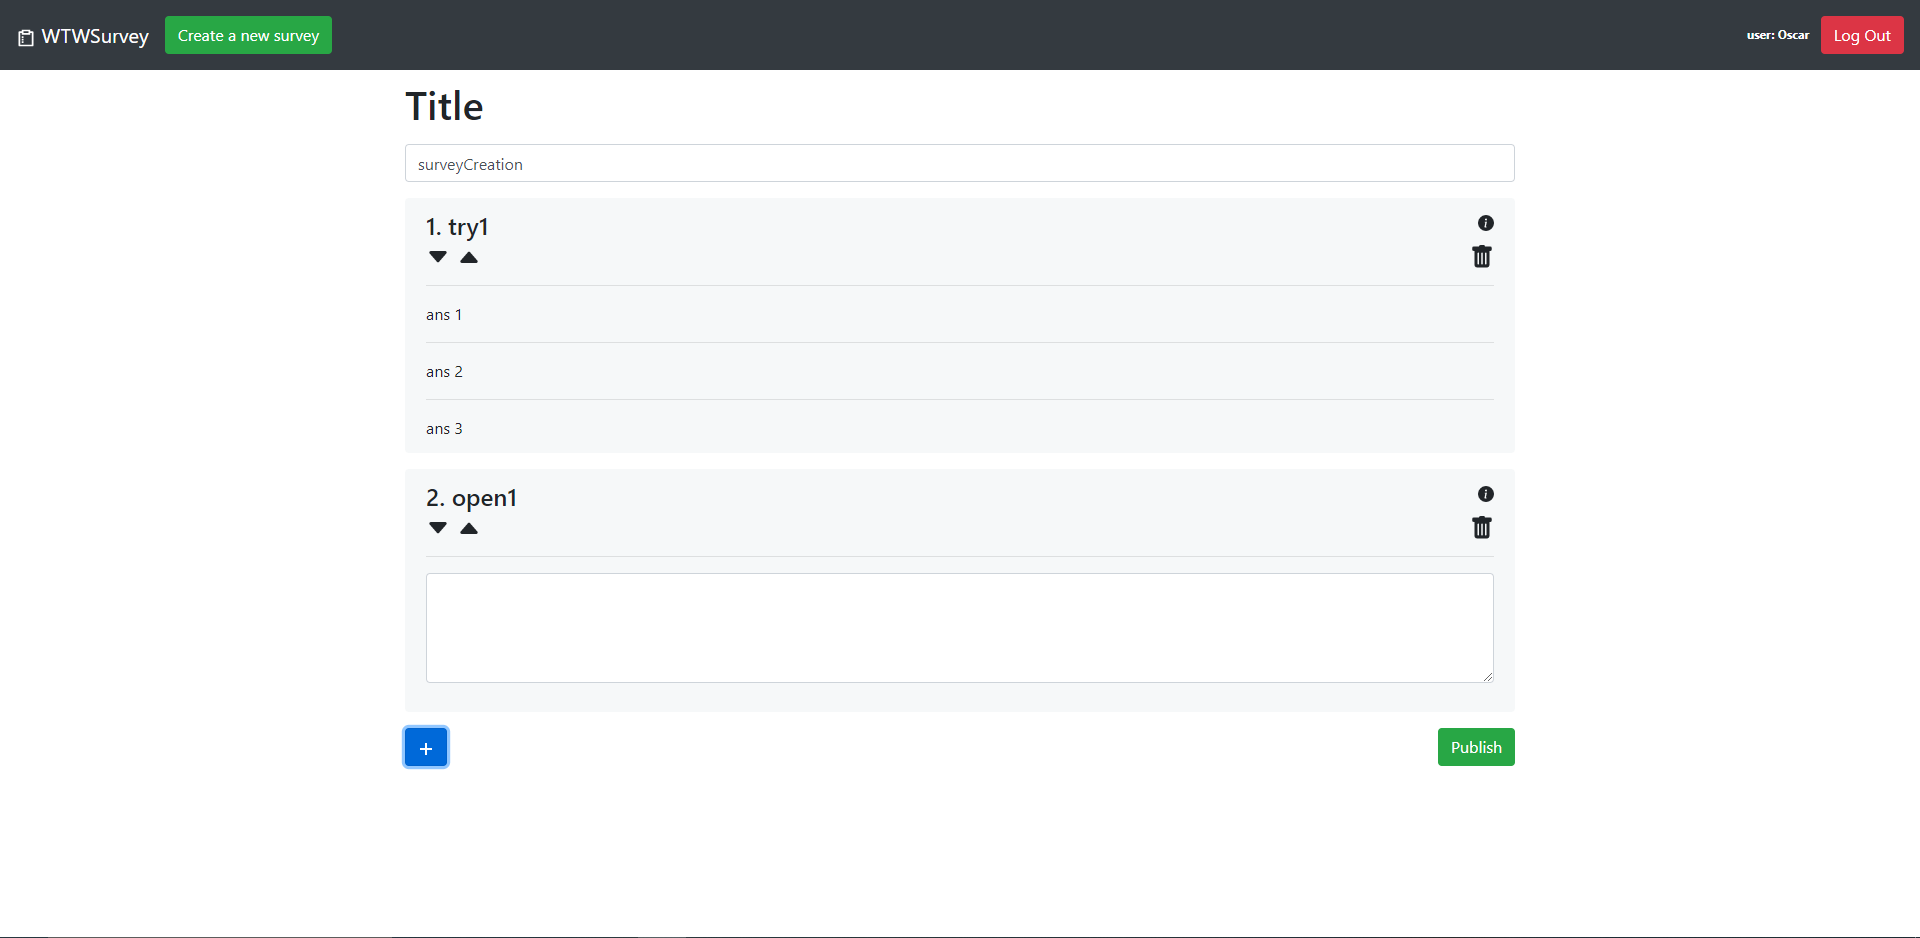 WTWSurvey
Create a new survey
user: Oscar
Log Out
Title
surveyCreation
1. try1
ans 1
ans 2
ans 3
2. open1
+
Publish